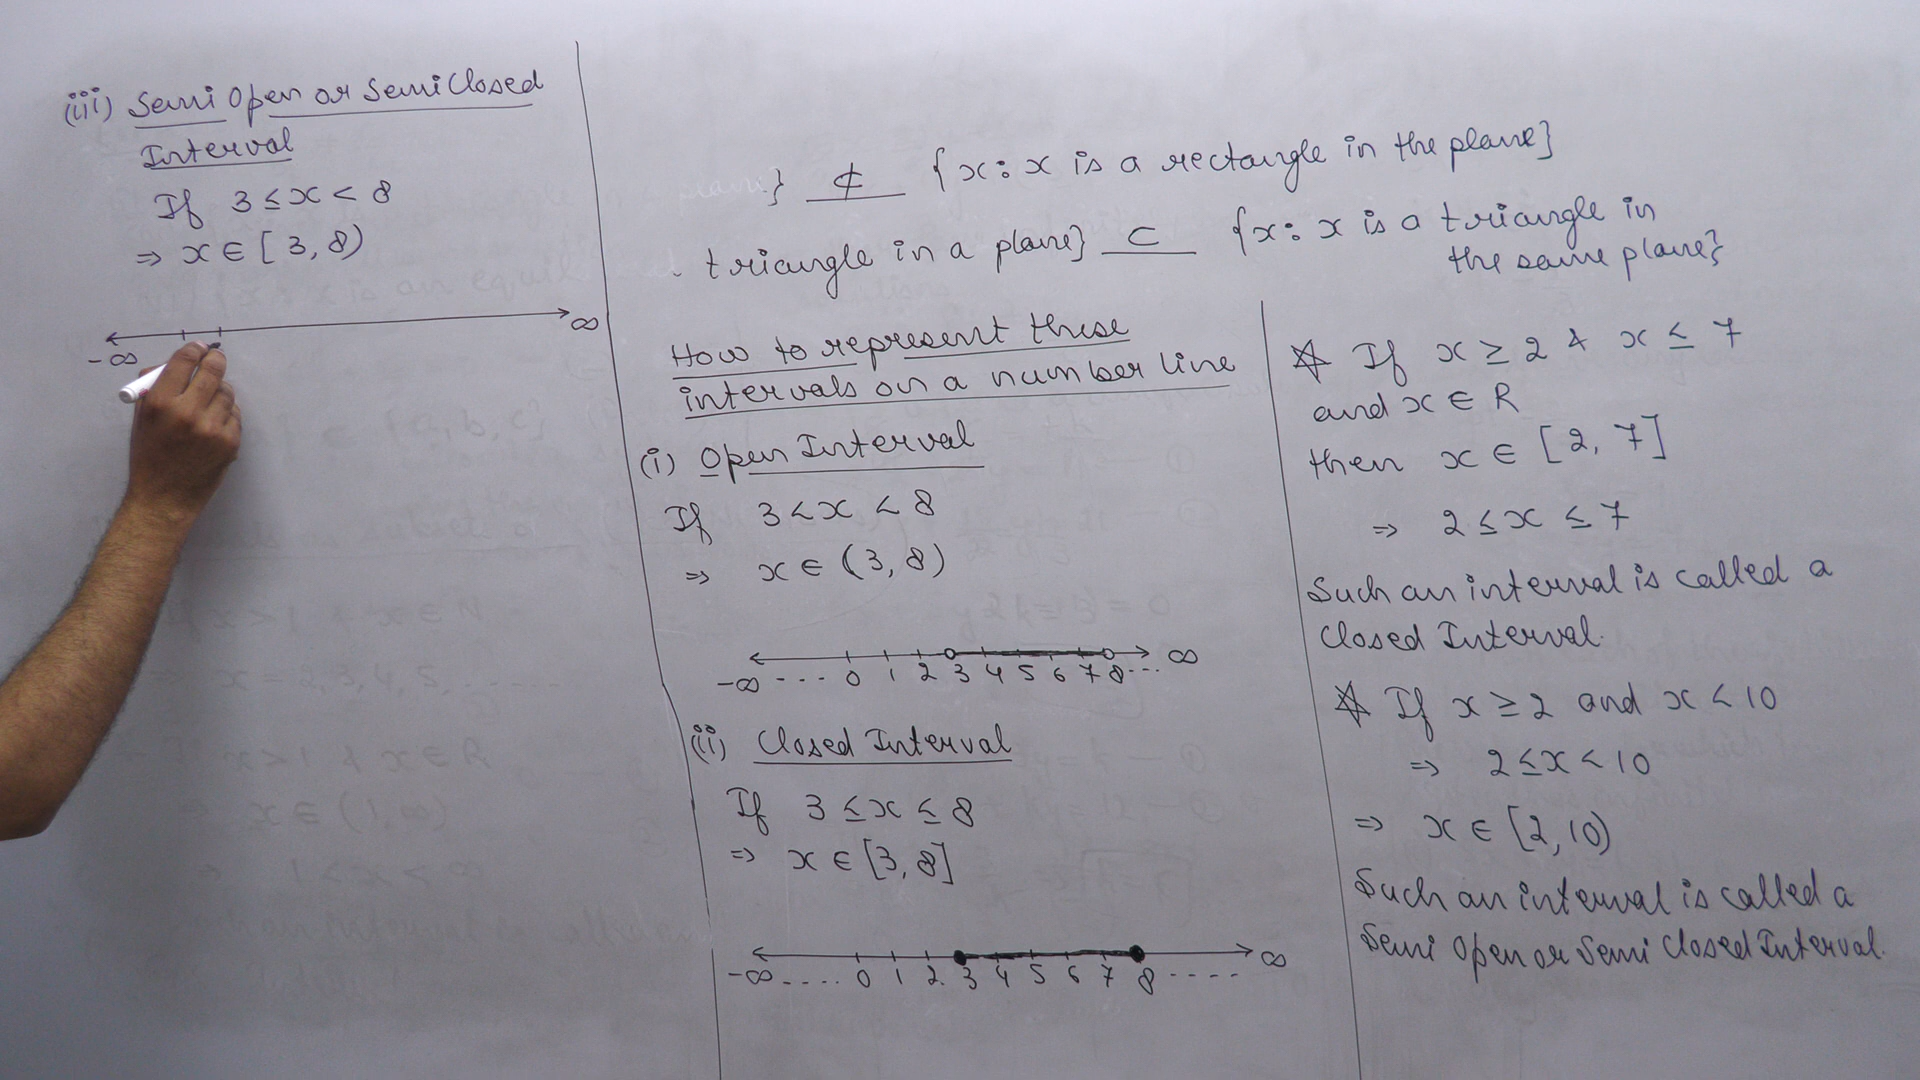 (iii) Semi Open or Semi Closed
Interval
If 3 ≤ x < 8
⇒ x ∈ [3, 8)
-∞ ∞
} ⊄ {x : x is a rectangle in the plane}
triangle in a plane} ⊂ {x : x is a triangle in
the same plane}
How to represent these
intervals on a number line
(i) Open Interval
If 3 < x < 8
⇒ x ∈ (3, 8)
-∞ .... 0 1 2 3 4 5 6 7 8 ... ∞
(ii) Closed Interval
If 3 ≤ x ≤ 8
⇒ x ∈ [3, 8]
-∞ .... 0 1 2 3 4 5 6 7 8 ..... ∞
☆ If x ≥ 2 & x ≤ 7
and x ∈ R
then x ∈ [2, 7]
⇒ 2 ≤ x ≤ 7
Such an interval is called a
Closed Interval.
☆ If x ≥ 2 and x < 10
⇒ 2 ≤ x < 10
⇒ x ∈ [2, 10)
Such an interval is called a
Semi Open or Semi Closed Interval.